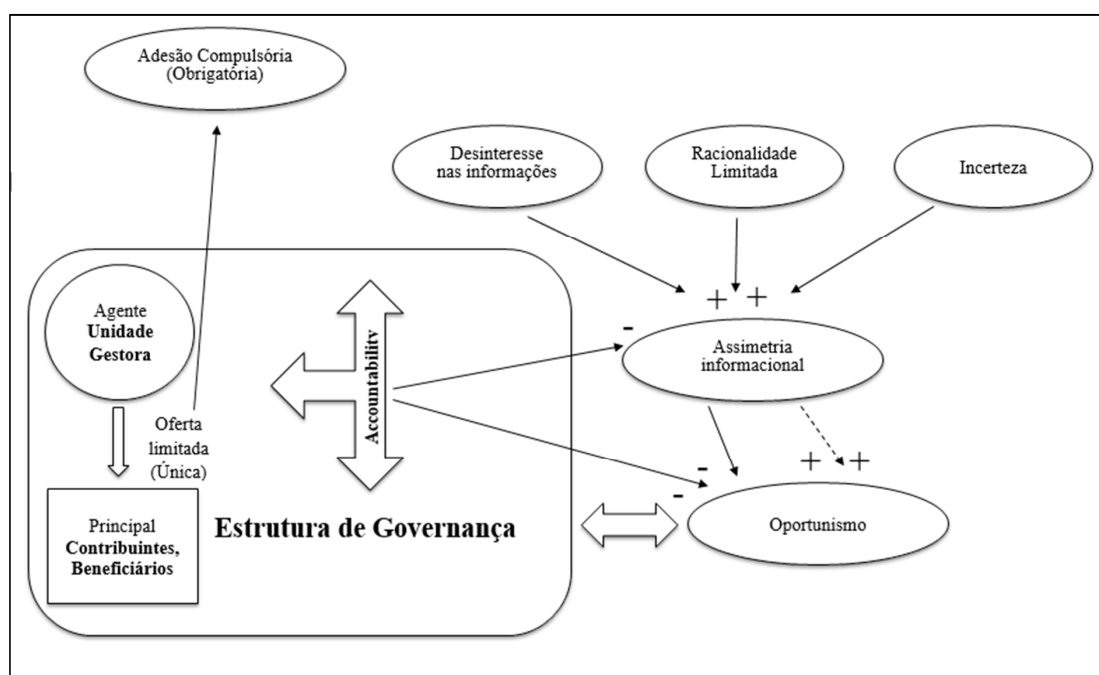 Adesão Compulsória
(Obrigatória)
Desinteresse
nas informações
Racionalidade
Limitada
Incerteza
Agente
Unidade
Gestora
Accountability
+ +
-
Assimetria
informacional
Oferta
limitada
(Única)
+ +
-
-
Principal
Contribuintes,
Beneficiários
Estrutura de Governança
Oportunismo